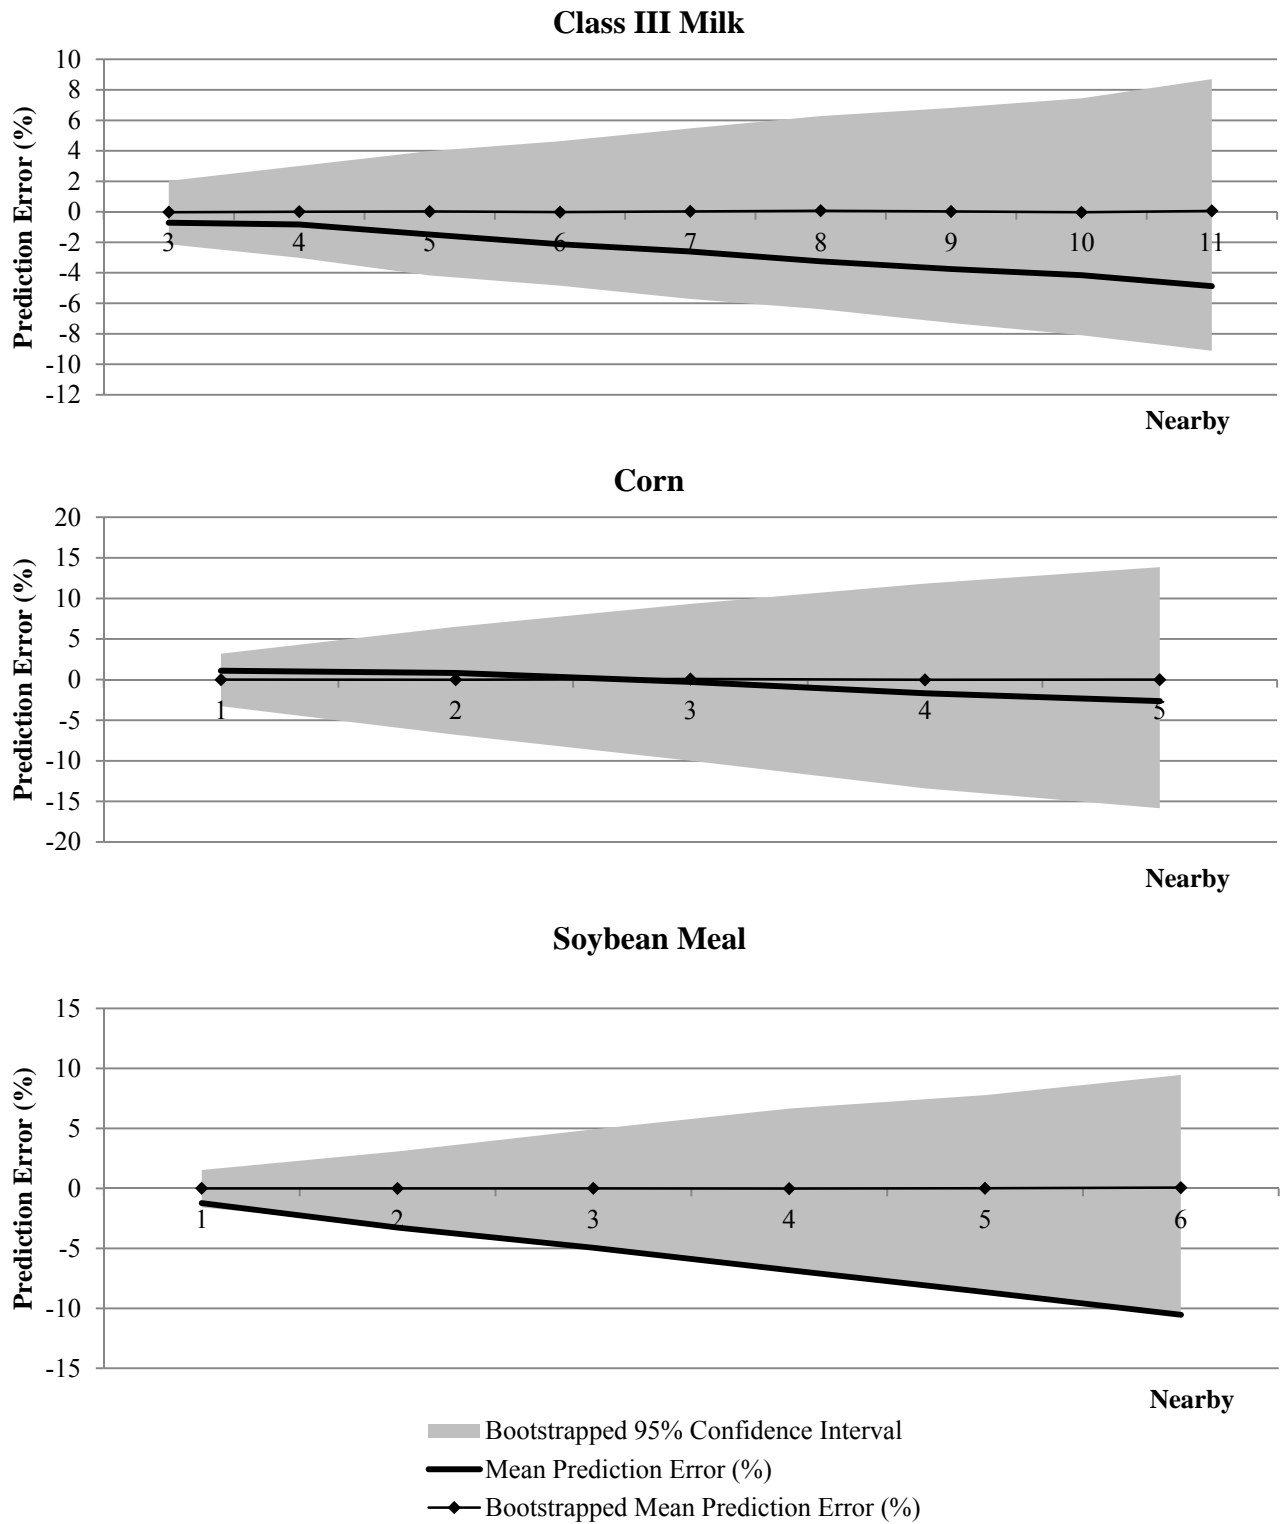 Class III Milk
Prediction Error (%)
10
8
6
4
2
0
-2
-4
-6
-8
-10
-12
3 4 5 6 7 8 9 10 11
Nearby
Corn
Prediction Error (%)
20
15
10
5
0
-5
-10
-15
-20
1 2 3 4 5
Nearby
Soybean Meal
Prediction Error (%)
15
10
5
0
-5
-10
-15
1 2 3 4 5 6
Nearby
Bootstrapped 95% Confidence Interval
Mean Prediction Error (%)
Bootstrapped Mean Prediction Error (%)